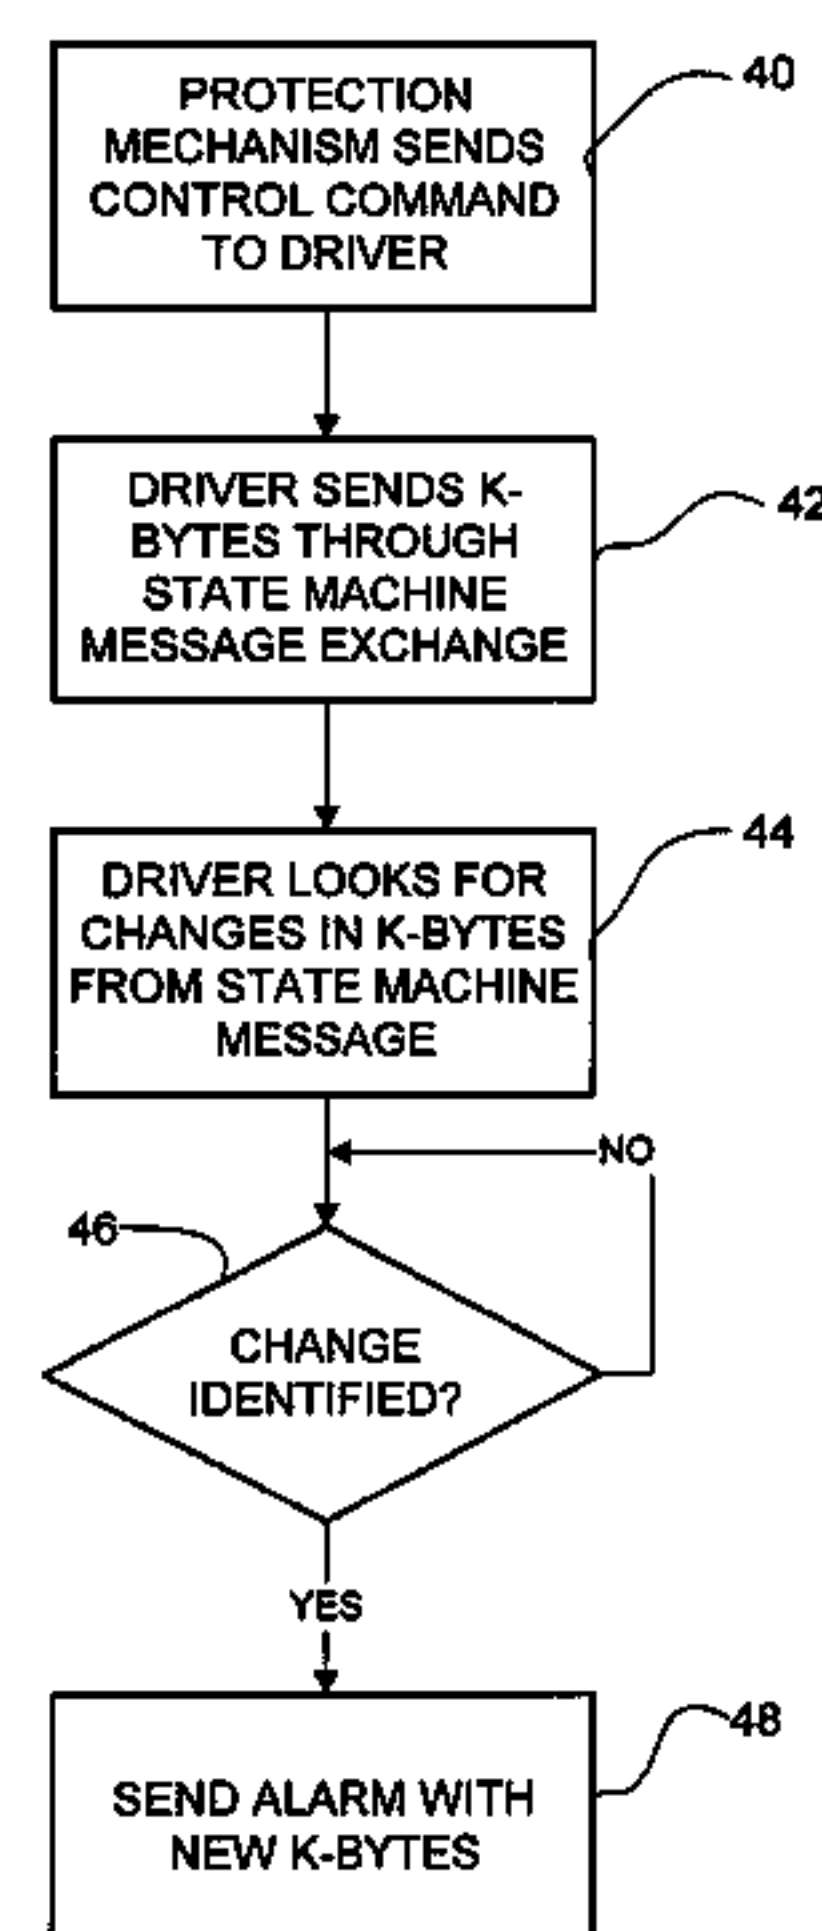 PROTECTION
MECHANISM SENDS
CONTROL COMMAND
TO DRIVER
40
DRIVER SENDS K-
BYTES THROUGH
STATE MACHINE
MESSAGE EXCHANGE
42
DRIVER LOOKS FOR
CHANGES IN K-BYTES
FROM STATE MACHINE
MESSAGE
44
NO
46
CHANGE
IDENTIFIED?
YES
SEND ALARM WITH
NEW K-BYTES
48